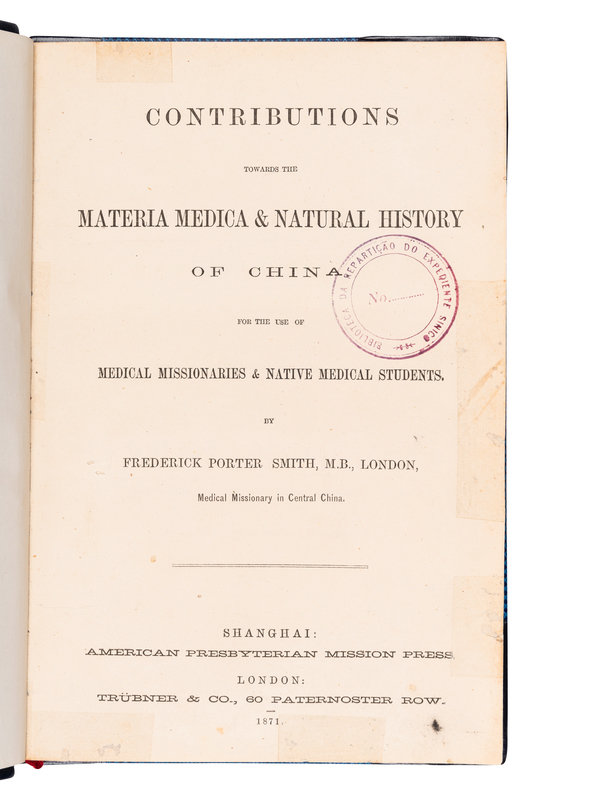 CONTRIBUTIONS
TOWARDS THE
MATERIA MEDICA & NATURAL HISTORY
OF CHINA
FOR THE USE OF
MEDICAL MISSIONARIES & NATIVE MEDICAL STUDENTS.
BY
FREDERICK PORTER SMITH, M.B., LONDON,
Medical Missionary in Central China.
SHANGHAI:
AMERICAN PRESBYTERIAN MISSION PRESS.
LONDON:
TRÜBNER & CO., 60 PATERNOSTER ROW.
1871.
BIBLIOTECA DA REPARTIÇÃO DO EXPEDIENTE SINICO
No.............